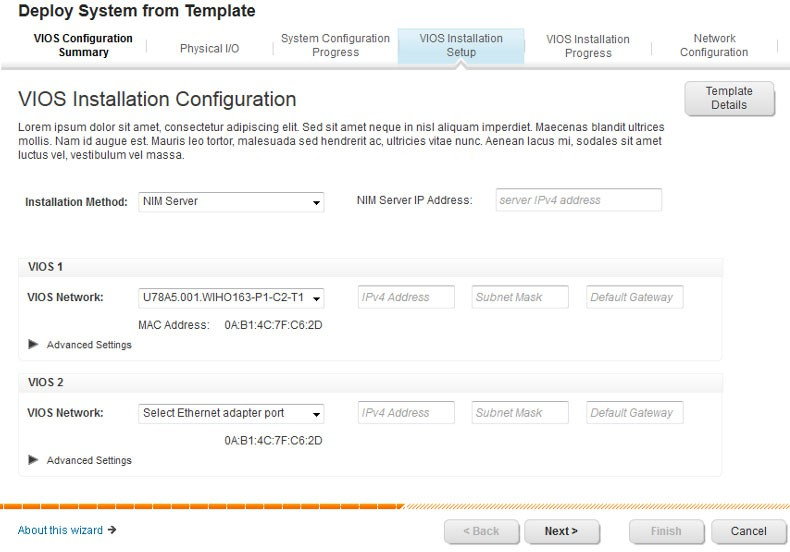 Deploy System from Template
VIOS Configuration
Summary
Physical I/O
System Configuration
Progress
VIOS Installation
Setup
VIOS Installation
Progress
Network
Configuration
VIOS Installation Configuration
Template
Details
Lorem ipsum dolor sit amet, consectetur adipiscing elit. Sed sit amet neque in nisl aliquam imperdiet. Maecenas blandit ultrices
mollis. Nam id augue est. Mauris leo tortor, malesuada sed hendrerit ac, ultricies vitae nunc. Aenean lacus mi, sodales sit amet
luctus vel, vestibulum vel massa.
Installation Method: NIM Server NIM Server IP Address: server IPv4 address
VIOS 1
VIOS Network: U78A5.001.WIHO163-P1-C2-T1 IPv4 Address Subnet Mask Default Gateway
MAC Address: 0A:B1:4C:7F:C6:2D
Advanced Settings
VIOS 2
VIOS Network: Select Ethernet adapter port IPv4 Address Subnet Mask Default Gateway
0A:B1:4C:7F:C6:2D
Advanced Settings
About this wizard < Back Next > Finish Cancel